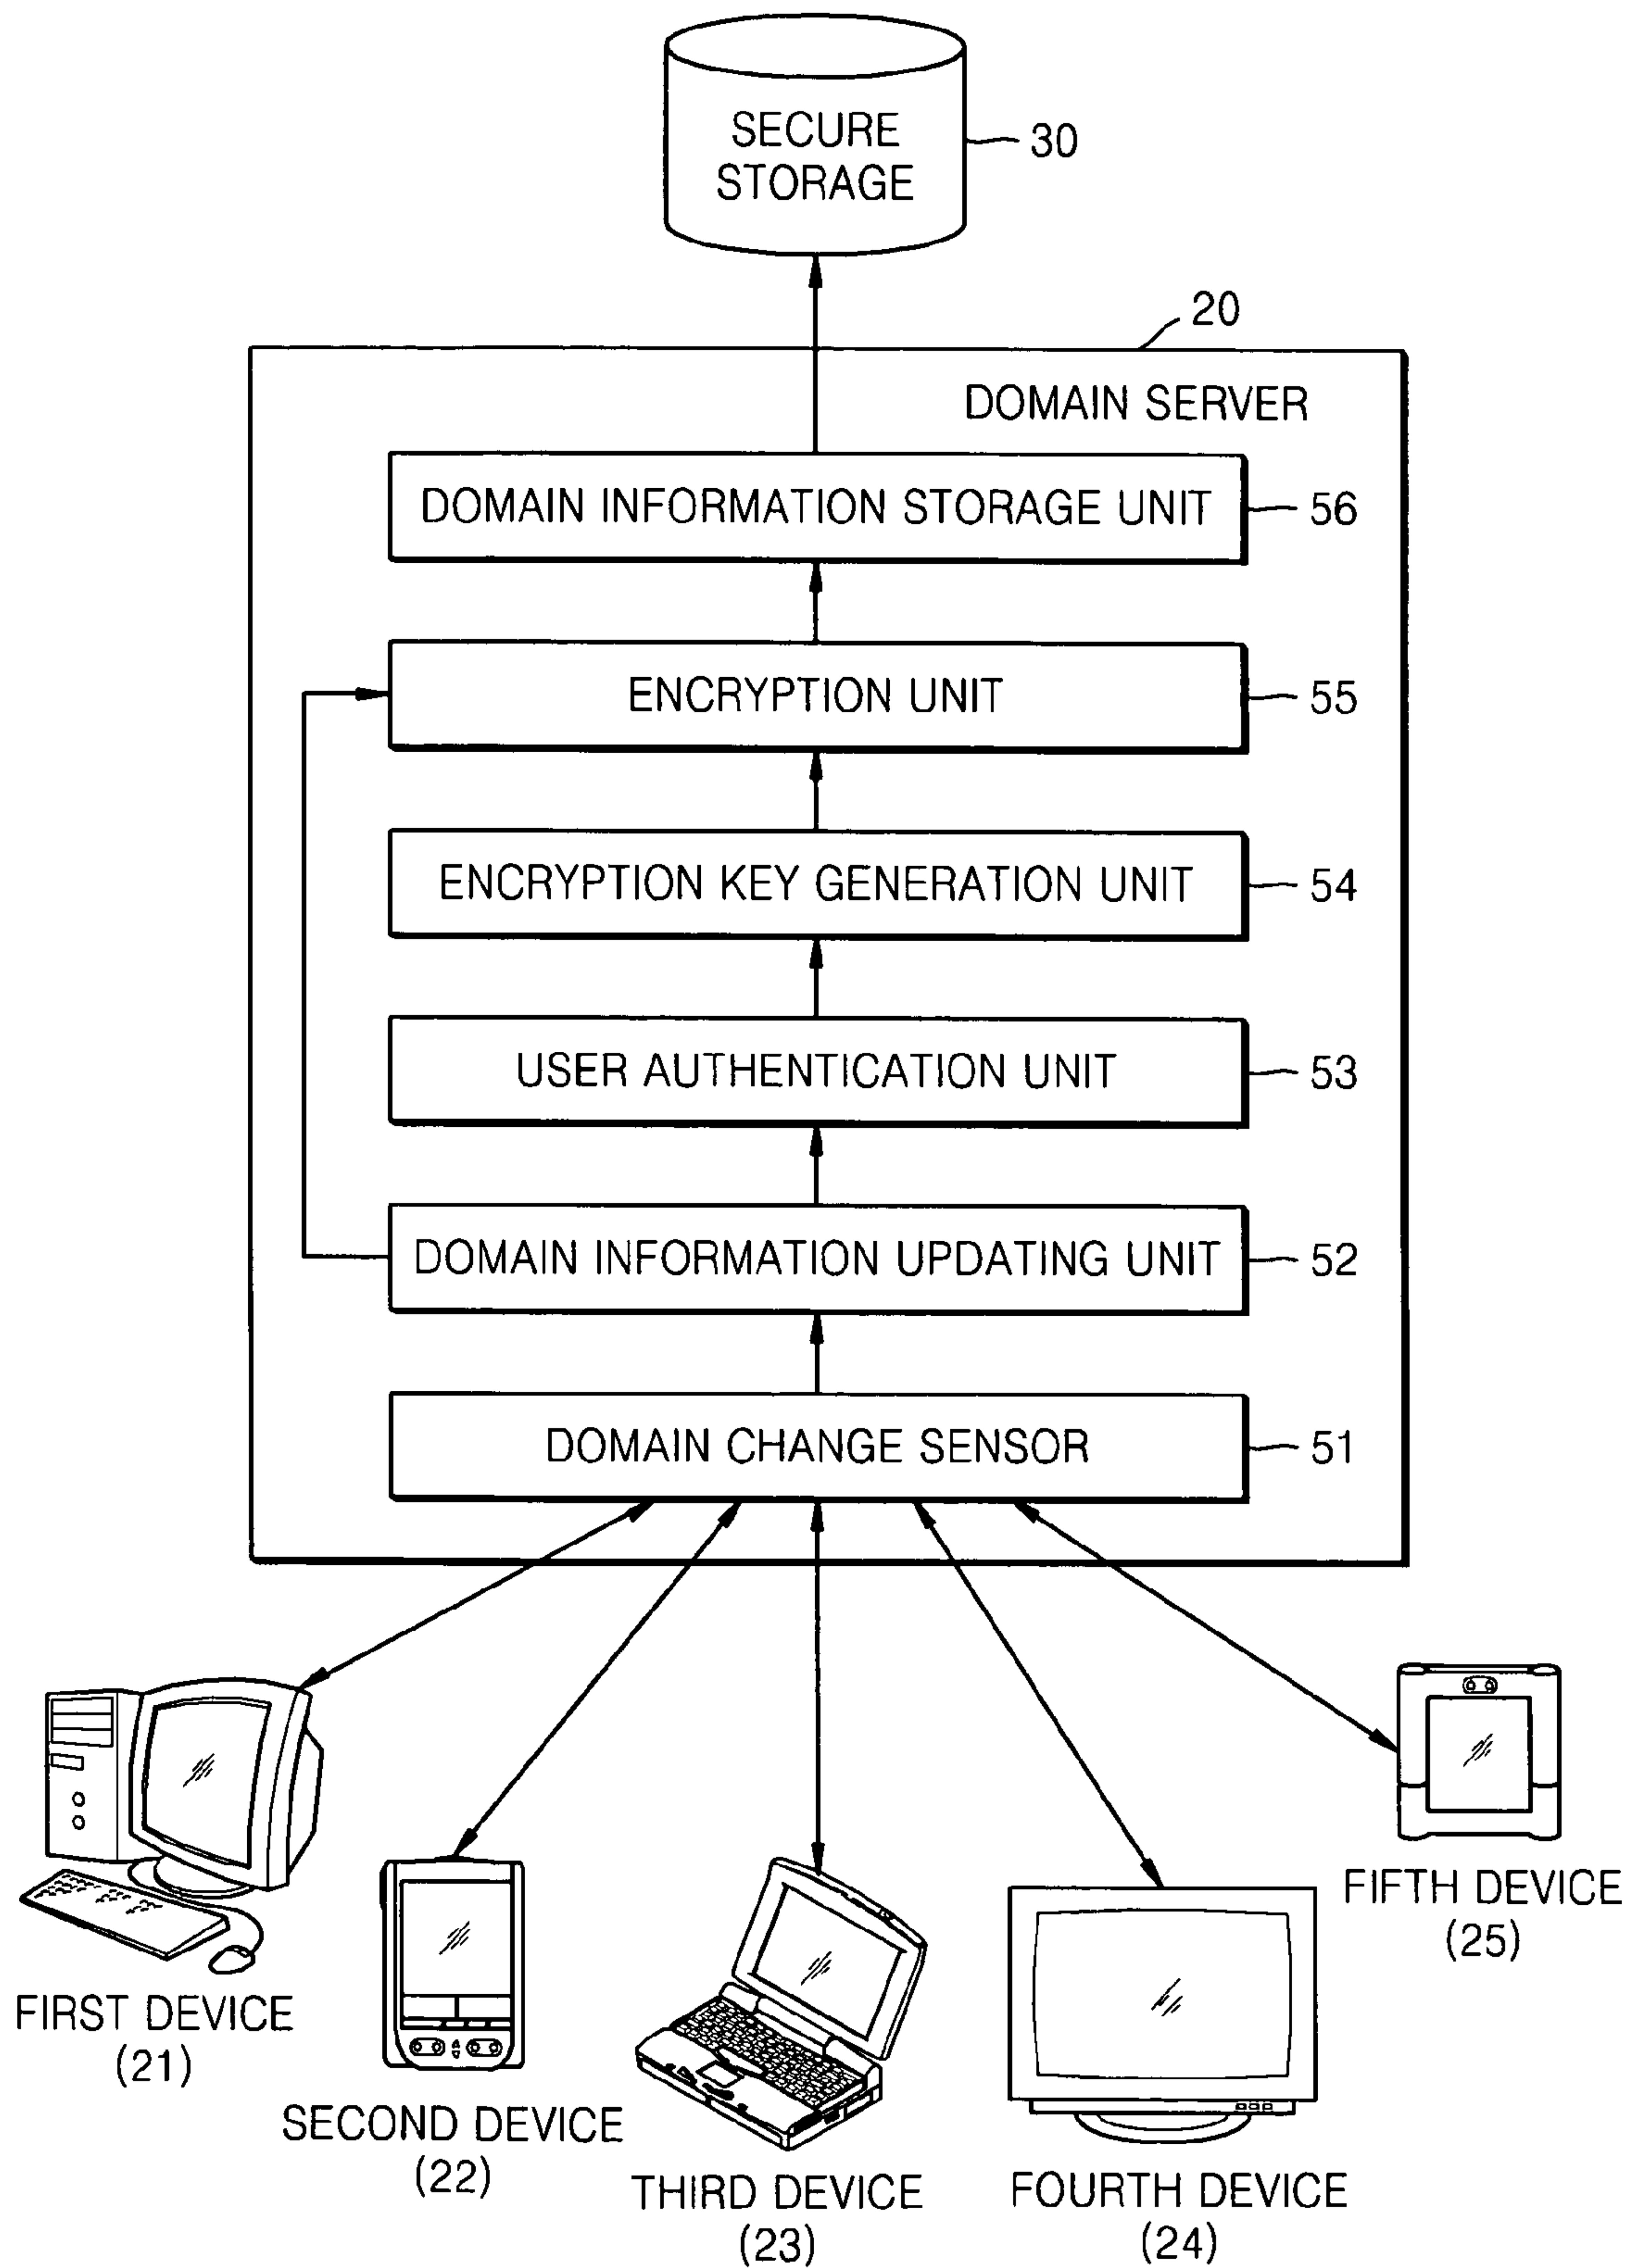 SECURE
STORAGE
30
20
DOMAIN SERVER
DOMAIN INFORMATION STORAGE UNIT
56
ENCRYPTION UNIT
55
ENCRYPTION KEY GENERATION UNIT
54
USER AUTHENTICATION UNIT
53
DOMAIN INFORMATION UPDATING UNIT
52
DOMAIN CHANGE SENSOR
51
FIRST DEVICE
(21)
SECOND DEVICE
(22)
THIRD DEVICE
(23)
FOURTH DEVICE
(24)
FIFTH DEVICE
(25)